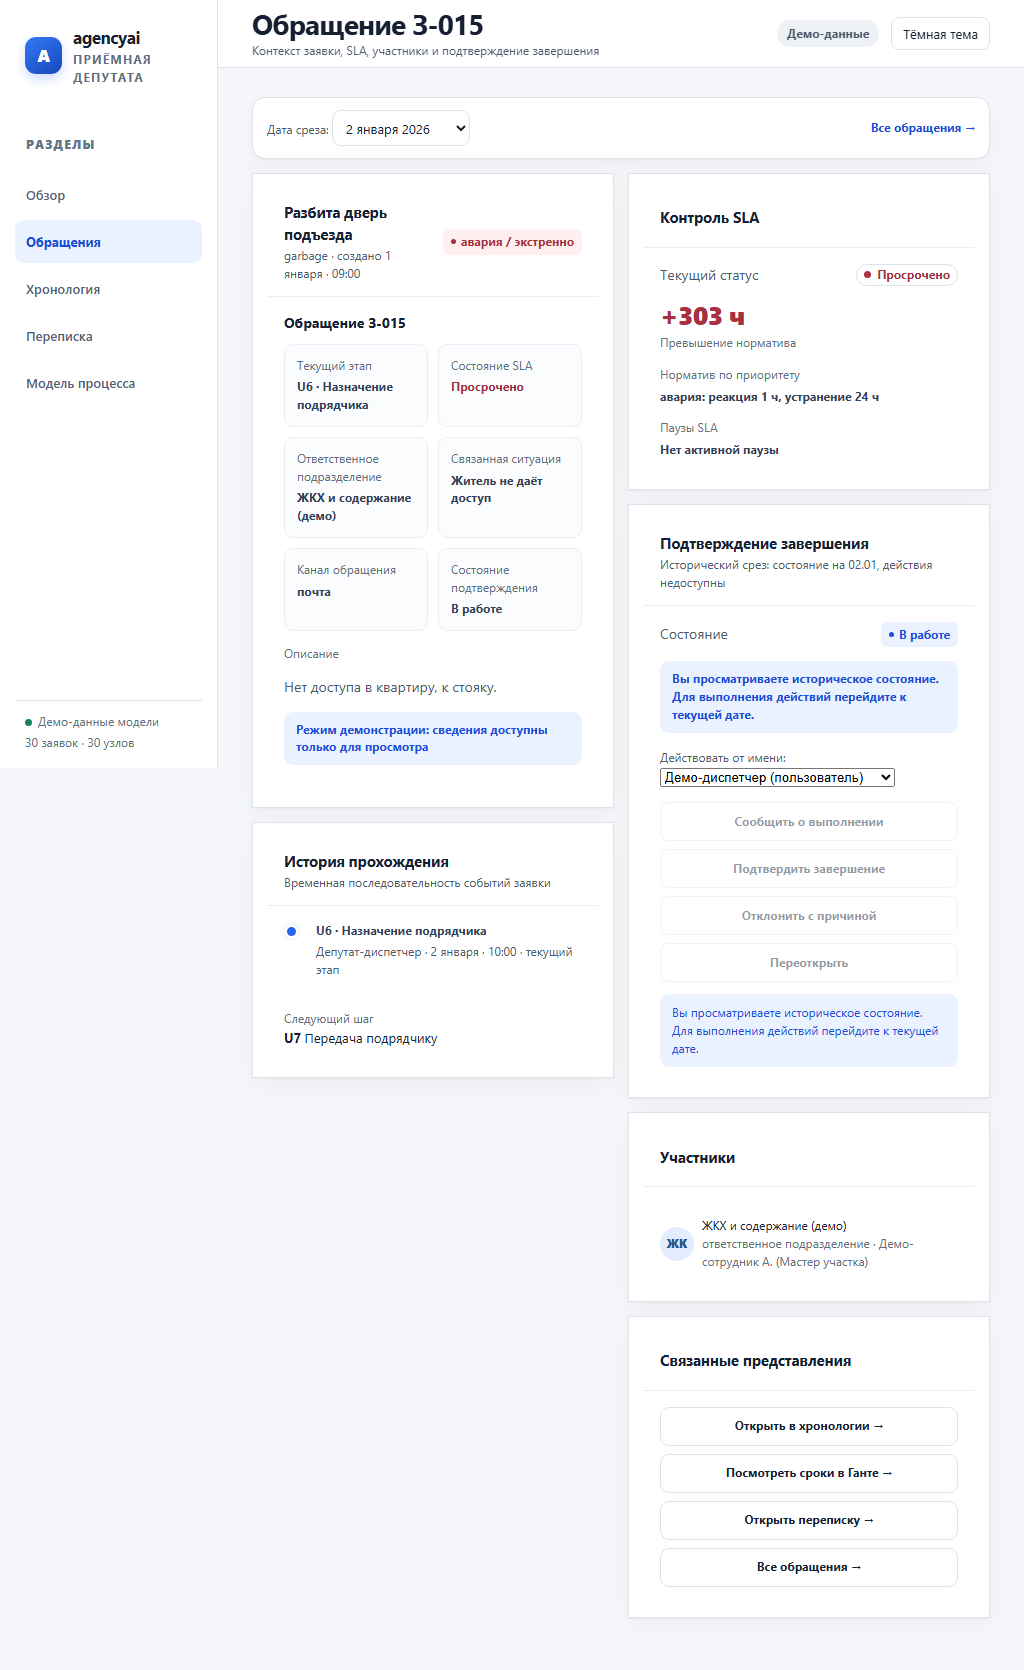 A
agencyai
ПРИЁМНАЯ
ДЕПУТАТА
РАЗДЕЛЫ
Обзор
Обращения
Хронология
Переписка
Модель процесса
Демо-данные модели
30 заявок · 30 узлов
Обращение 3-015
Контекст заявки, SLA, участники и подтверждение завершения
Демо-данные
Тёмная тема
Дата среза:
2 января 2026
Все обращения →
Разбита дверь
подъезда
garbage · создано 1
января · 09:00
авария / экстренно
Обращение 3-015
Текущий этап
U6 · Назначение
подрядчика
Состояние SLA
Просрочено
Ответственное
подразделение
ЖКХ и содержание
(демо)
Связанная ситуация
Житель не даёт
доступ
Канал обращения
почта
Состояние
подтверждения
В работе
Описание
Нет доступа в квартиру, к стояку.
Режим демонстрации: сведения доступны
только для просмотра
История прохождения
Временная последовательность событий заявки
U6 · Назначение подрядчика
Депутат-диспетчер · 2 января · 10:00 · текущий
этап
Следующий шаг
U7 Передача подрядчику
Контроль SLA
Текущий статус
Просрочено
+303 ч
Превышение норматива
Норматив по приоритету
авария: реакция 1 ч, устранение 24 ч
Паузы SLA
Нет активной паузы
Подтверждение завершения
Исторический срез: состояние на 02.01, действия
недоступны
Состояние
В работе
Вы просматриваете историческое состояние.
Для выполнения действий перейдите к
текущей дате.
Действовать от имени:
Демо-диспетчер (пользователь)
Сообщить о выполнении
Подтвердить завершение
Отклонить с причиной
Переоткрыть
Вы просматриваете историческое состояние.
Для выполнения действий перейдите к текущей
дате.
Участники
ЖК
ЖКХ и содержание (демо)
ответственное подразделение · Демо-
сотрудник А. (Мастер участка)
Связанные представления
Открыть в хронологии →
Посмотреть сроки в Ганте →
Открыть переписку →
Все обращения →